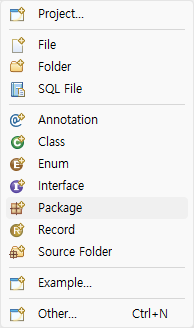 Project...
File
Folder
SQL File
Annotation
Class
Enum
Interface
Package
Record
Source Folder
Example...
Other... Ctrl+N